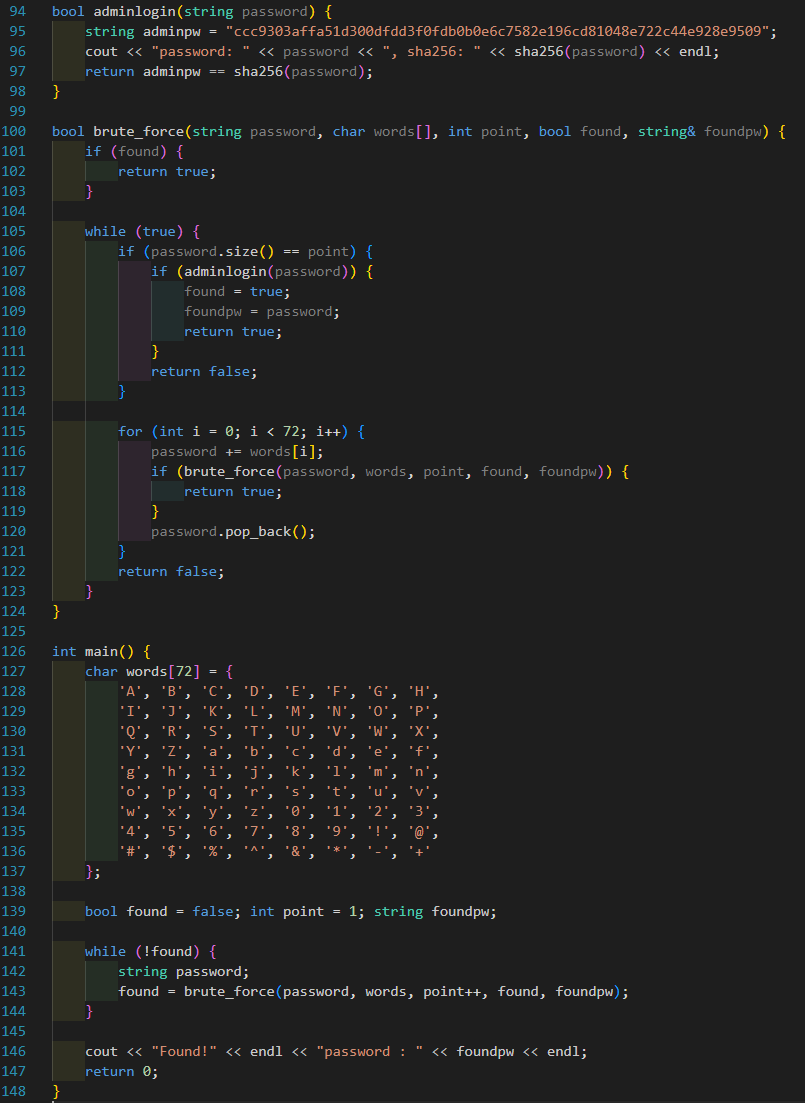 94 bool adminlogin(string password) {
95 string adminpw = "ccc9303affa51d300dfdd3f0fdb0b0e6c7582e196cd81048e722c44e928e9509";
96 cout << "password: " << password << ", sha256: " << sha256(password) << endl;
97 return adminpw == sha256(password);
98 }
99
100 bool brute_force(string password, char words[], int point, bool found, string& foundpw) {
101 if (found) {
102 return true;
103 }
104
105 while (true) {
106 if (password.size() == point) {
107 if (adminlogin(password)) {
108 found = true;
109 foundpw = password;
110 return true;
111 }
112 return false;
113 }
114
115 for (int i = 0; i < 72; i++) {
116 password += words[i];
117 if (brute_force(password, words, point, found, foundpw)) {
118 return true;
119 }
120 password.pop_back();
121 }
122 return false;
123 }
124 }
125
126 int main() {
127 char words[72] = {
128 'A', 'B', 'C', 'D', 'E', 'F', 'G', 'H',
129 'I', 'J', 'K', 'L', 'M', 'N', 'O', 'P',
130 'Q', 'R', 'S', 'T', 'U', 'V', 'W', 'X',
131 'Y', 'Z', 'a', 'b', 'c', 'd', 'e', 'f',
132 'g', 'h', 'i', 'j', 'k', 'l', 'm', 'n',
133 'o', 'p', 'q', 'r', 's', 't', 'u', 'v',
134 'w', 'x', 'y', 'z', '0', '1', '2', '3',
135 '4', '5', '6', '7', '8', '9', '!', '@',
136 '#', '$', '%', '^', '&', '*', '-', '+'
137 };
138
139 bool found = false; int point = 1; string foundpw;
140
141 while (!found) {
142 string password;
143 found = brute_force(password, words, point++, found, foundpw);
144 }
145
146 cout << "Found!" << endl << "password : " << foundpw << endl;
147 return 0;
148 }